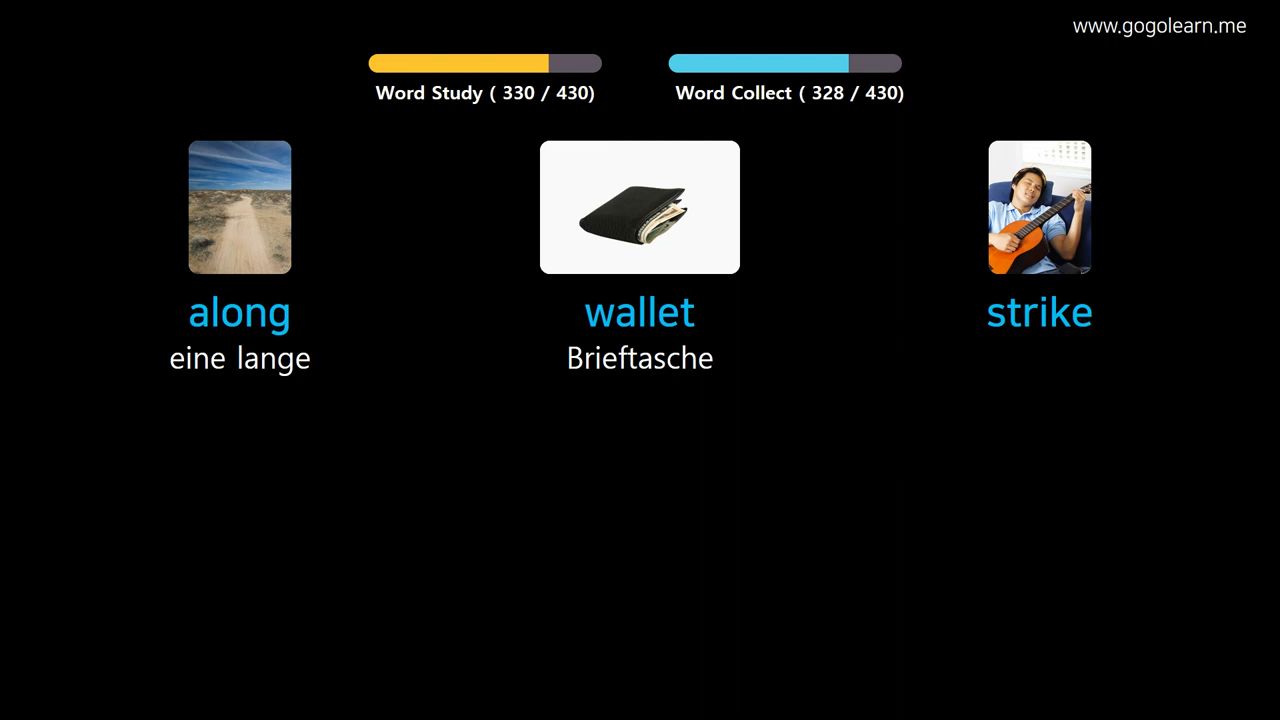 www.gogolearn.me
Word Study ( 330 / 430)
Word Collect ( 328 / 430)
along
wallet
strike
eine lange
Brieftasche